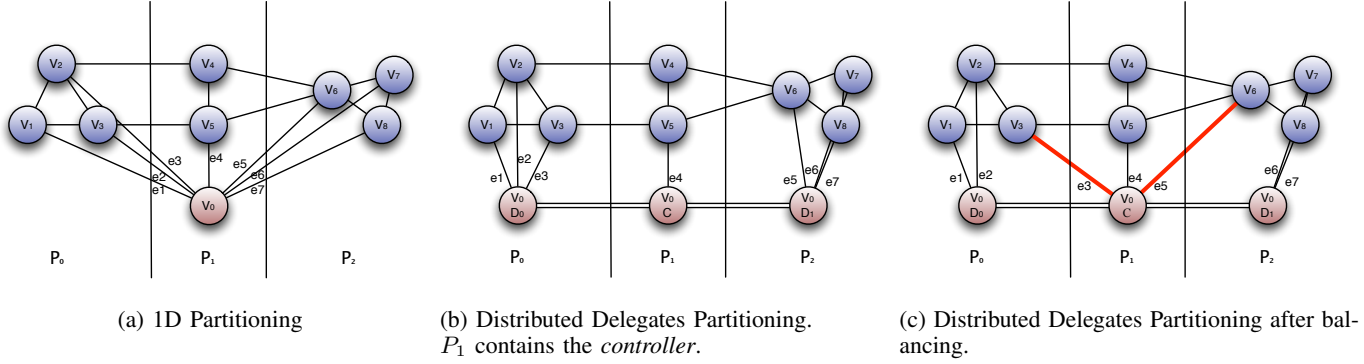 V₂ V₄ V₆ V₇
V₁ V₃ V₅ V₈
e3 e4 e5
e2 e6
e1 e7
V₀
P₀ P₁ P₂
(a) 1D Partitioning
V₂ V₄ V₆ V₇
V₁ V₃ V₅ V₈
e2
e1 e3 e4 e5 e6 e7
V₀ D₀ V₀ C V₀ D₁
P₀ P₁ P₂
(b) Distributed Delegates Partitioning.
P₁ contains the controller.
V₂ V₄ V₆ V₇
V₁ V₃ V₅ V₈
e1 e2 e3 e4 e5 e6 e7
V₀ D₀ V₀ C V₀ D₁
P₀ P₁ P₂
(c) Distributed Delegates Partitioning after bal-
ancing.